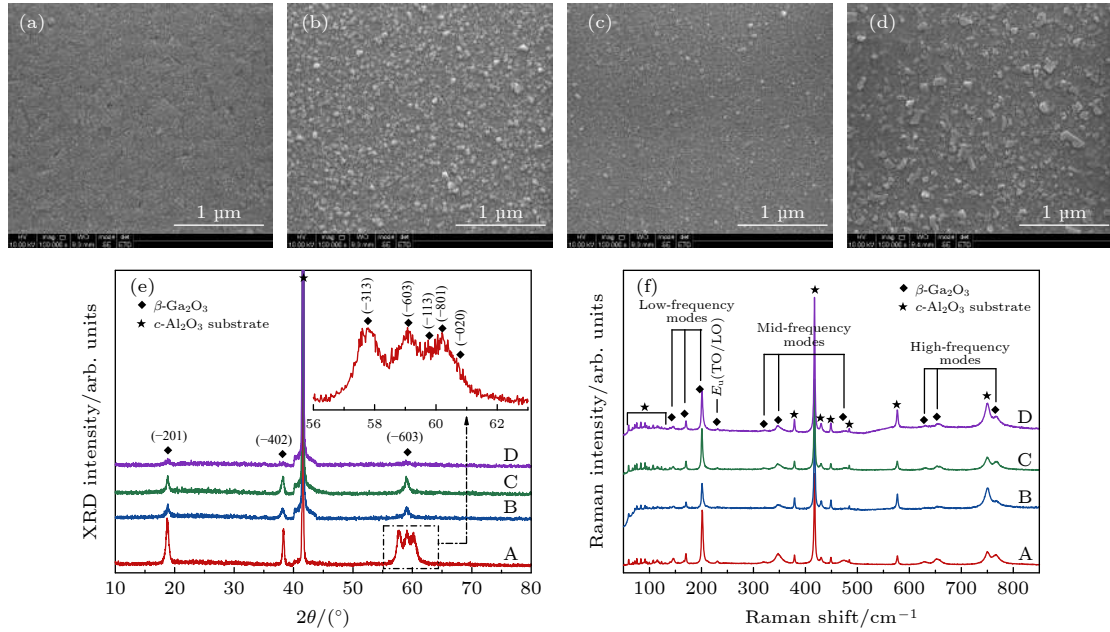 (a)
1 µm
(b)
1 µm
(c)
1 µm
(d)
1 µm
(e)
◆ β-Ga₂O₃
★ c-Al₂O₃ substrate
(−313)
(−603)
(−113)
(−801)
(−020)
56 58 60 62
(−201)
(−402)
(−603)
D
C
B
A
10 20 30 40 50 60 70 80
2θ/(°)
XRD intensity/arb. units
(f)
◆ β-Ga₂O₃
★ c-Al₂O₃ substrate
Low-frequency
modes
Eu(TO/LO)
Mid-frequency
modes
High-frequency
modes
D
C
B
A
100 200 300 400 500 600 700 800
Raman shift/cm⁻¹
Raman intensity/arb. units